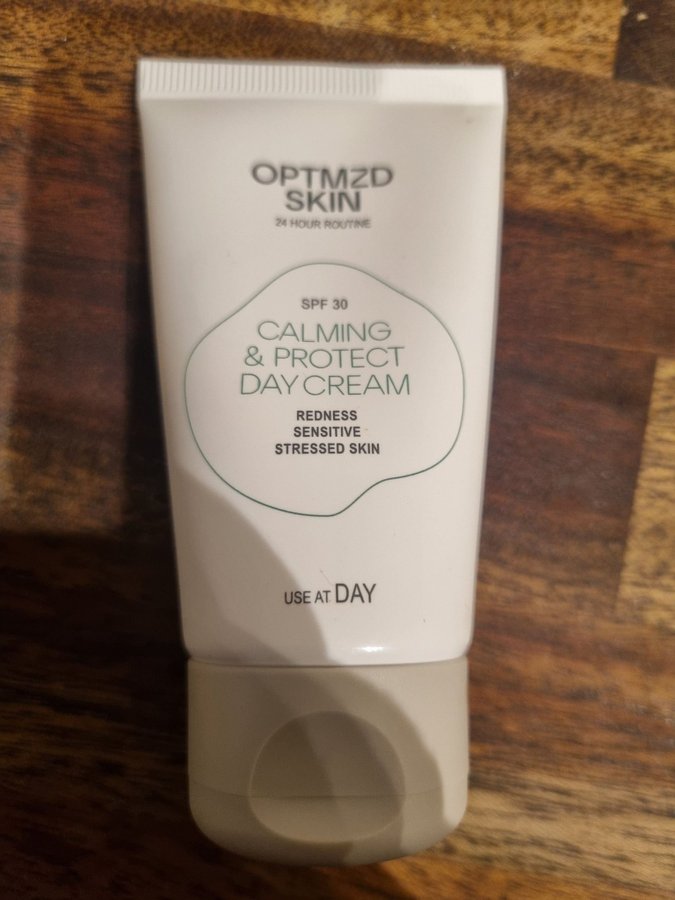 OPTMZD
SKIN
24 HOUR ROUTINE
SPF 30
CALMING
& PROTECT
DAY CREAM
REDNESS
SENSITIVE
STRESSED SKIN
USE AT DAY